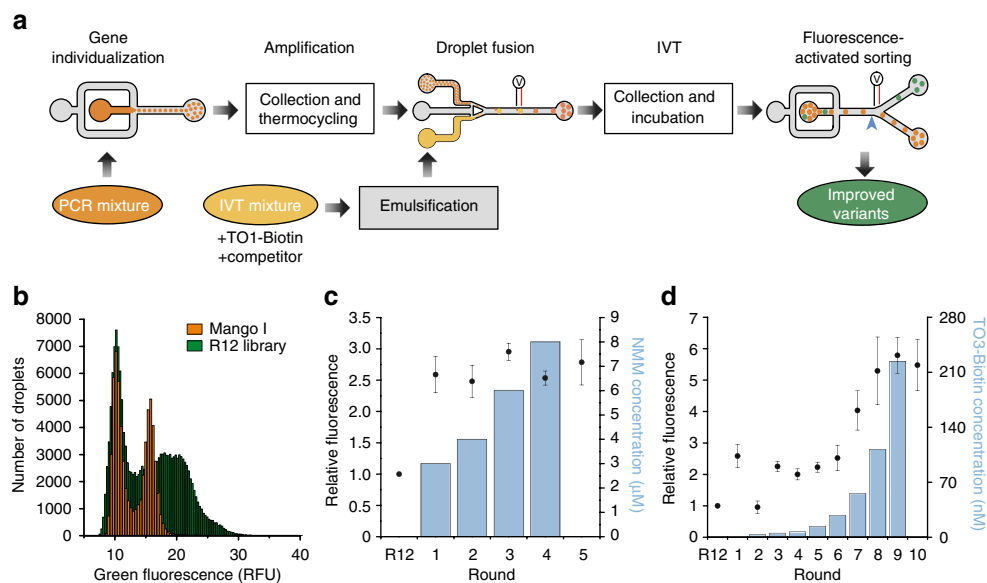 a
Gene
individualization
Amplification
Droplet fusion
IVT
Fluorescence-
activated sorting
V
V
Collection and
thermocycling
Collection and
incubation
PCR mixture
IVT mixture
+TO1-Biotin
+competitor
Emulsification
Improved
variants
b
8000
7000
6000
5000
4000
3000
2000
1000
0
Number of droplets
10
20
30
40
Green fluorescence (RFU)
Mango I
R12 library
c
3.5
3.0
2.5
2.0
1.5
1.0
0.5
0.0
Relative fluorescence
R12
1
2
3
4
5
Round
9
8
7
6
5
4
3
2
1
0
NMM concentration (μM)
d
7
6
5
4
3
2
1
0
Relative fluorescence
R12
1
2
3
4
5
6
7
8
9
10
Round
280
210
140
70
0
TO3-Biotin concentration (nM)